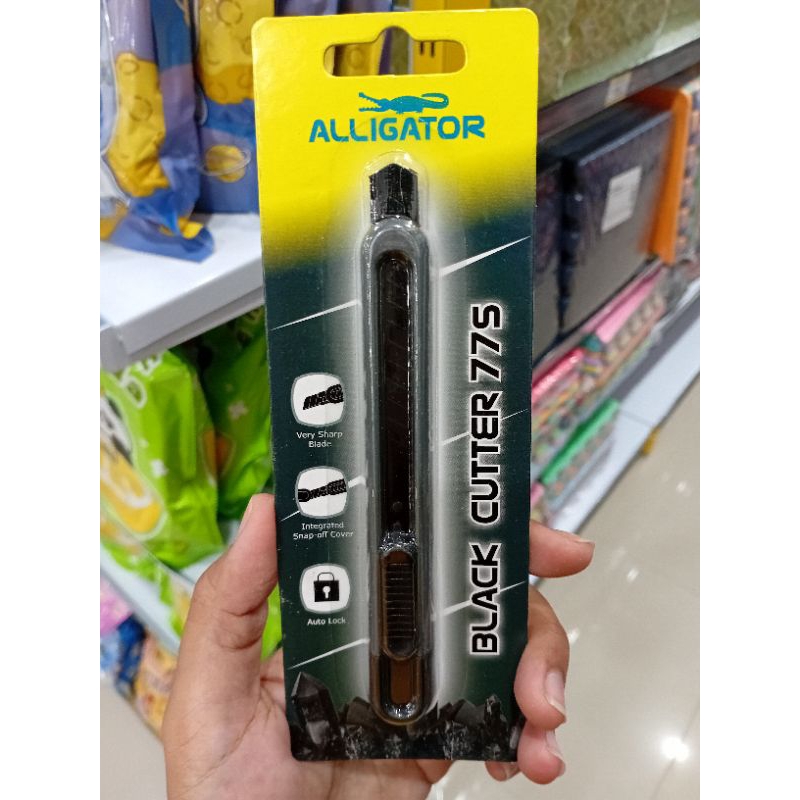 ALLIGATOR
BLACK CUTTER 77S
Very Sharp
Blade
Integrated
Snap-off Cover
Auto Lock